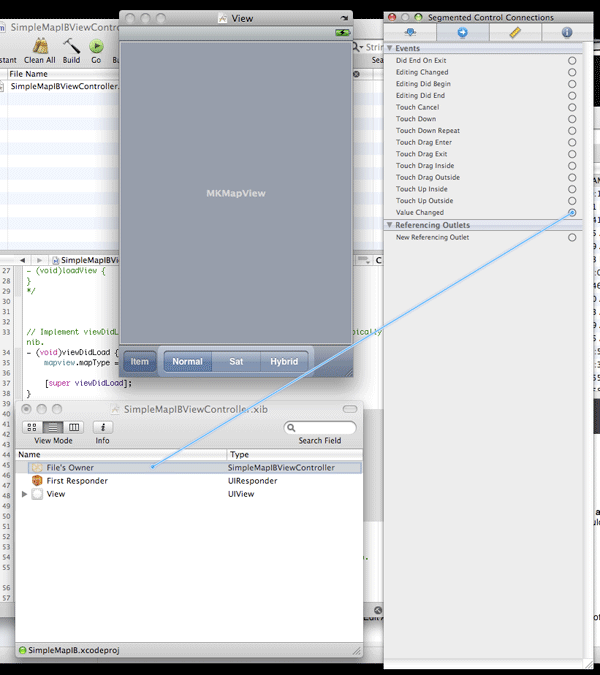 SimpleMapIBViewC
View
Segmented Control Connections
Clean All
Build
Go
File Name
SimpleMapIBViewController.
MKMapView
Item
Normal
Sat
Hybrid
Events
Did End On Exit
Editing Changed
Editing Did Begin
Editing Did End
Touch Cancel
Touch Down
Touch Down Repeat
Touch Drag Enter
Touch Drag Exit
Touch Drag Inside
Touch Drag Outside
Touch Up Inside
Touch Up Outside
Value Changed
Referencing Outlets
New Referencing Outlet
SimpleMapIBVi
27 - (void)loadView {
28 }
29 */
30
31
32
33 // Implement viewDidL
nib.
34 - (void)viewDidLoad {
35 mapview.mapType =
36
37 [super viewDidLoad];
38 }
SimpleMapIBViewController.xib
View Mode
Info
Search Field
Name
Type
File's Owner
SimpleMapIBViewController
First Responder
UIResponder
View
UIView
SimpleMapIB.xcodeproj